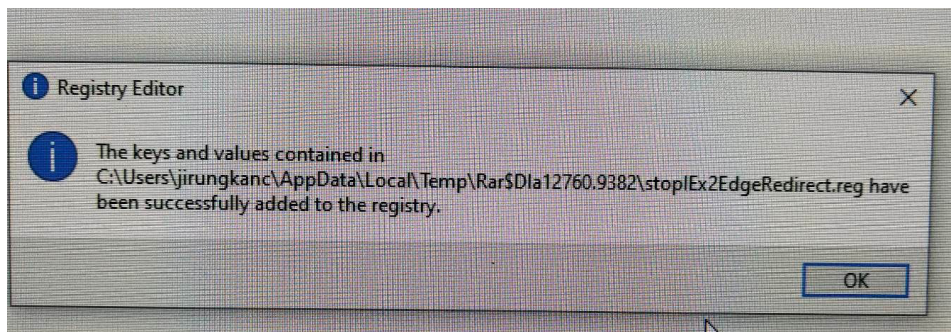 Registry Editor
The keys and values contained in
C:\Users\jirungkanc\AppData\Local\Temp\Rar$DIa12760.9382\stopIEx2EdgeRedirect.reg have
been successfully added to the registry.
OK